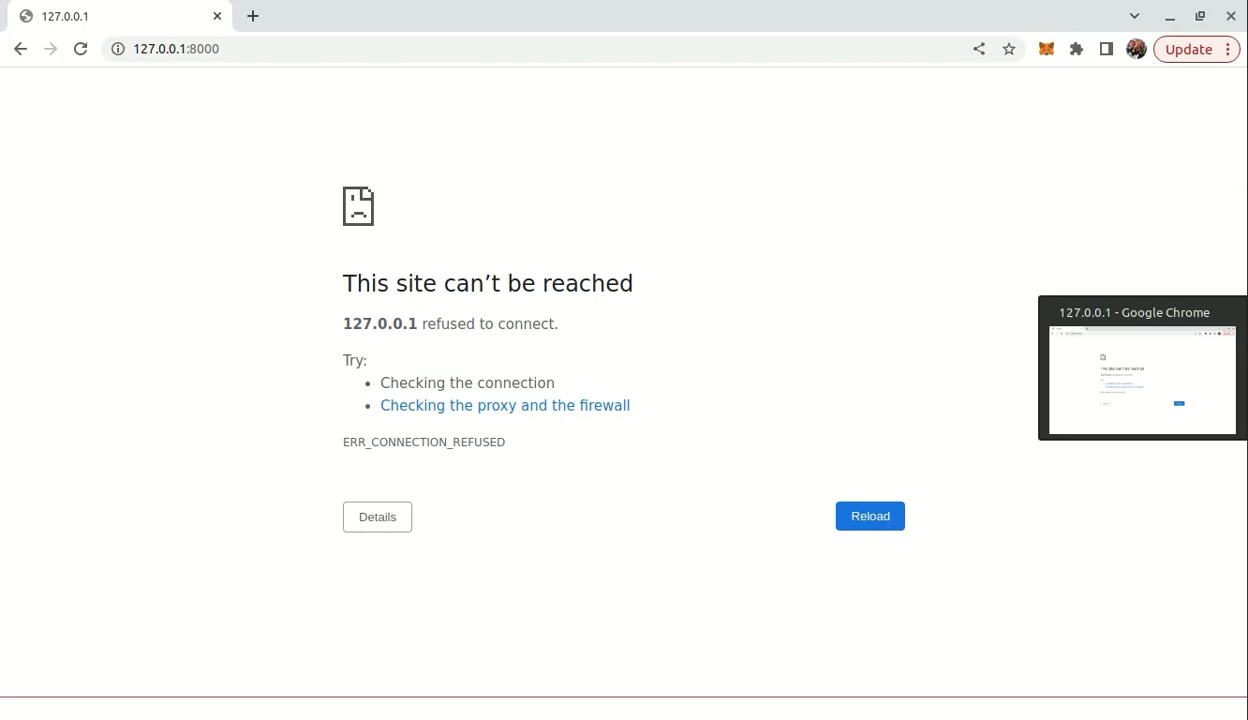 127.0.0.1
127.0.0.1:8000
Update
This site can’t be reached
127.0.0.1 refused to connect.
Try:
Checking the connection
Checking the proxy and the firewall
ERR_CONNECTION_REFUSED
Details
Reload
127.0.0.1 - Google Chrome